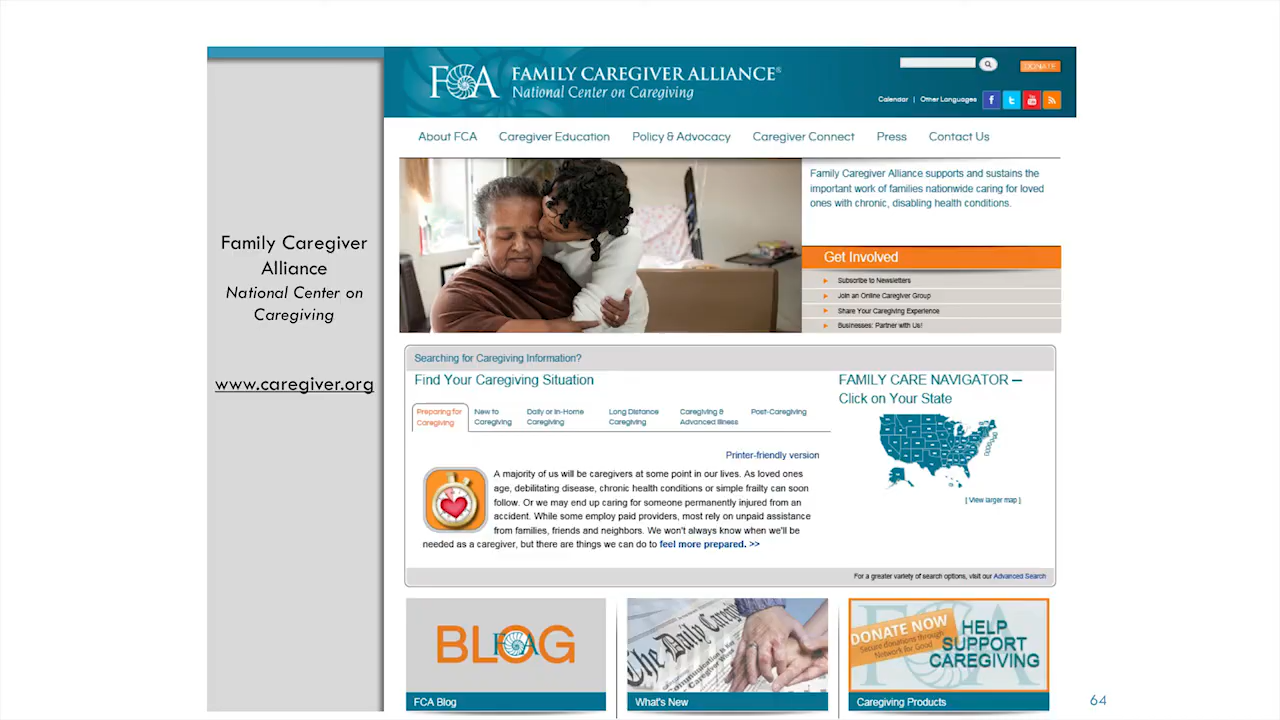 Family Caregiver
Alliance
National Center on
Caregiving
www.caregiver.org
FCA FAMILY CAREGIVER ALLIANCE®
National Center on Caregiving
DONATE
Calendar | Other Languages
About FCA Caregiver Education Policy & Advocacy Caregiver Connect Press Contact Us
Family Caregiver Alliance supports and sustains the
important work of families nationwide caring for loved
ones with chronic, disabling health conditions.
Get Involved
Subscribe to Newsletters
Join an Online Caregiver Group
Share Your Caregiving Experience
Businesses: Partner with Us!
Searching for Caregiving Information?
Find Your Caregiving Situation
Preparing for
Caregiving
New to
Caregiving
Daily or In-Home
Caregiving
Long Distance
Caregiving
Caregiving &
Advanced Illness
Post-Caregiving
Printer-friendly version
A majority of us will be caregivers at some point in our lives. As loved ones
age, debilitating disease, chronic health conditions or simple frailty can soon
follow. Or we may end up caring for someone permanently injured from an
accident. While some employ paid providers, most rely on unpaid assistance
from families, friends and neighbors. We won't always know when we'll be
needed as a caregiver, but there are things we can do to feel more prepared. >>
FAMILY CARE NAVIGATOR —
Click on Your State
[ View larger map ]
For a greater variety of search options, visit our Advanced Search
BLOG
FCA Blog
The Daily Careg
What's New
DONATE NOW
Secure donations through
Network for Good
HELP
SUPPORT
CAREGIVING
Caregiving Products
64